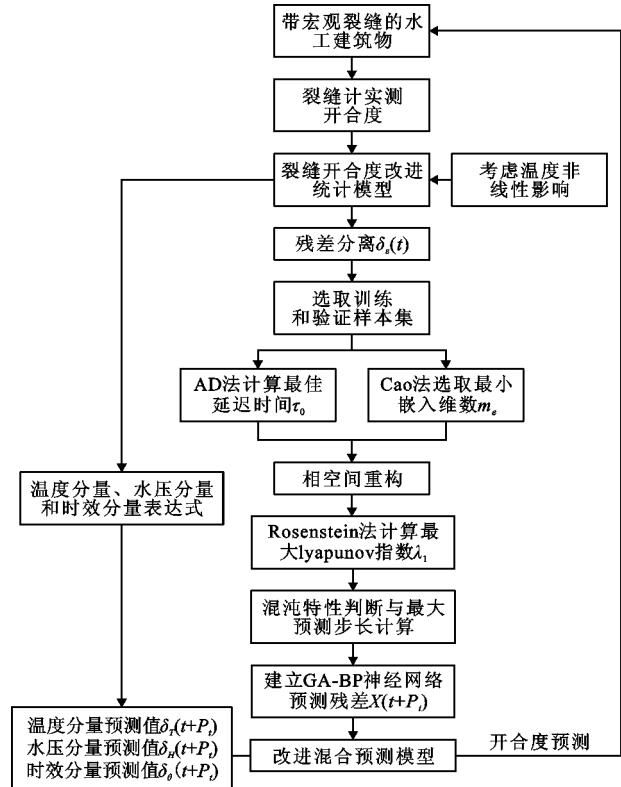 带宏观裂缝的水
工建筑物
裂缝计实测
开合度
裂缝开合度改进
统计模型
考虑温度非
线性影响
残差分离δε(t)
选取训练
和验证样本集
AD法计算最佳
延迟时间τ0
Cao法选取最小
嵌入维数me
相空间重构
温度分量、水压分量
和时效分量表达式
Rosenstein法计算最
大lyapunov指数λ1
混沌特性判断与最大
预测步长计算
建立GA-BP神经网络
预测残差X(t+Pt)
温度分量预测值δT(t+Pt)
水压分量预测值δH(t+Pt)
时效分量预测值δθ(t+Pt)
改进混合预测模型
开合度预测